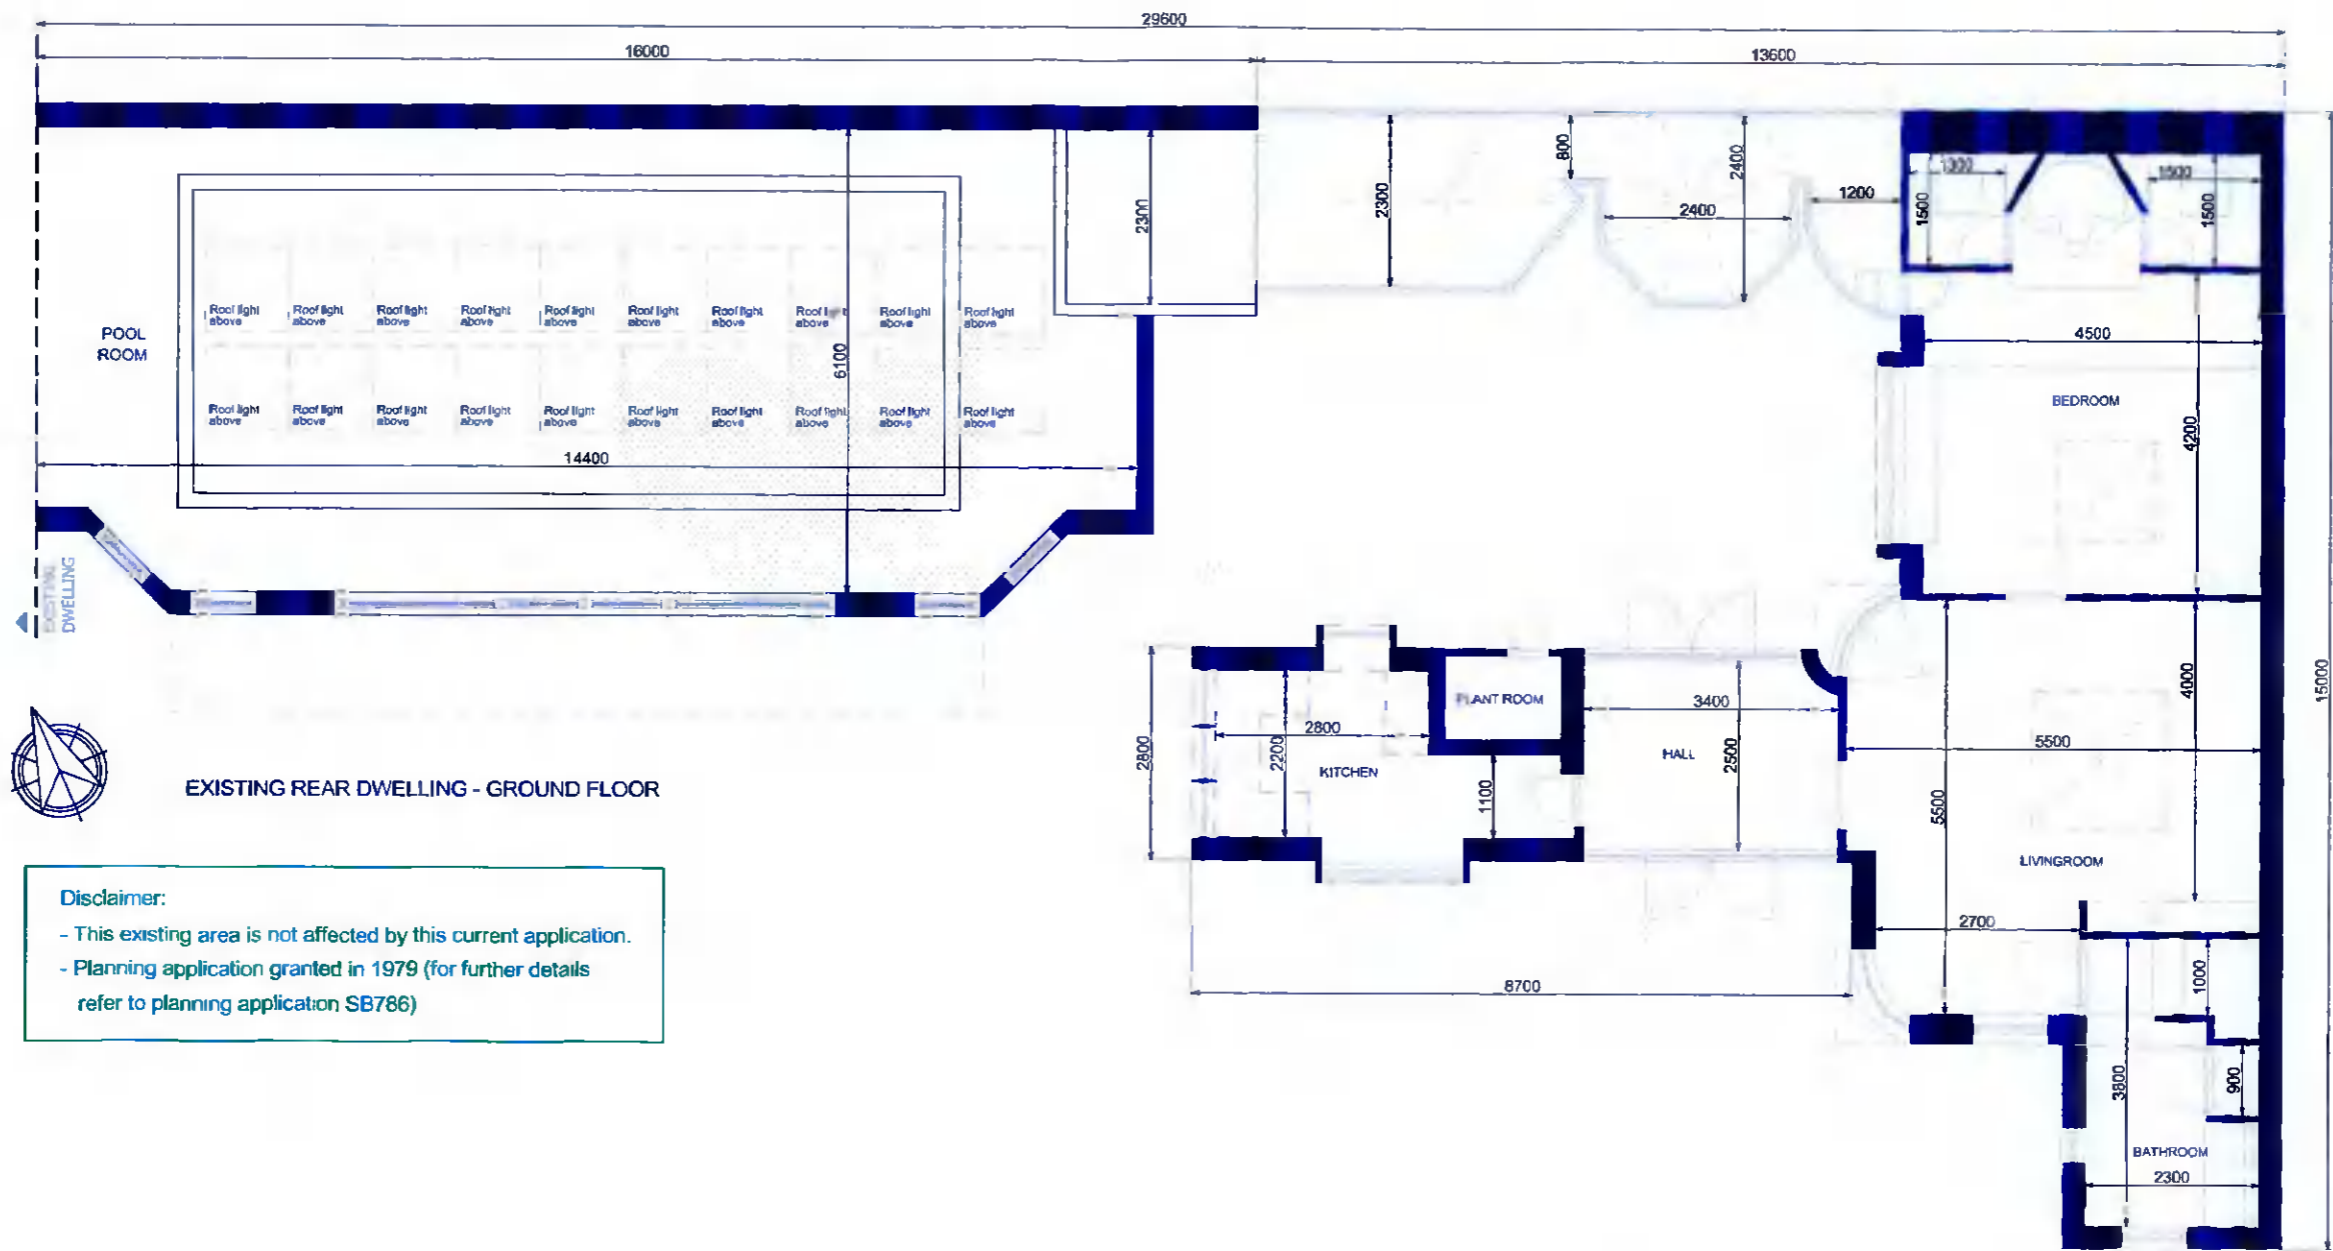 29600
16000
13600
800
2400
2300
2300
2400
1200
1300
1500
1500
1500
POOL
ROOM
Roof light above
Roof light above
Roof light above
Roof light above
Roof light above
Roof light above
Roof light above
Roof light above
Roof light above
Roof light above
6100
Roof light above
Roof light above
Roof light above
Roof light above
Roof light above
Roof light above
Roof light above
Roof light above
Roof light above
Roof light above
14400
4500
BEDROOM
4200
EXISTING
DWELLING
PLANT ROOM
3400
2800
2800
2200
KITCHEN
1100
HALL
2500
5500
4000
15000
5500
LIVINGROOM
2700
1000
8700
3800
900
BATHROOM
2300
EXISTING REAR DWELLING - GROUND FLOOR
Disclaimer:
- This existing area is not affected by this current application.
- Planning application granted in 1979 (for further details
refer to planning application SB786)